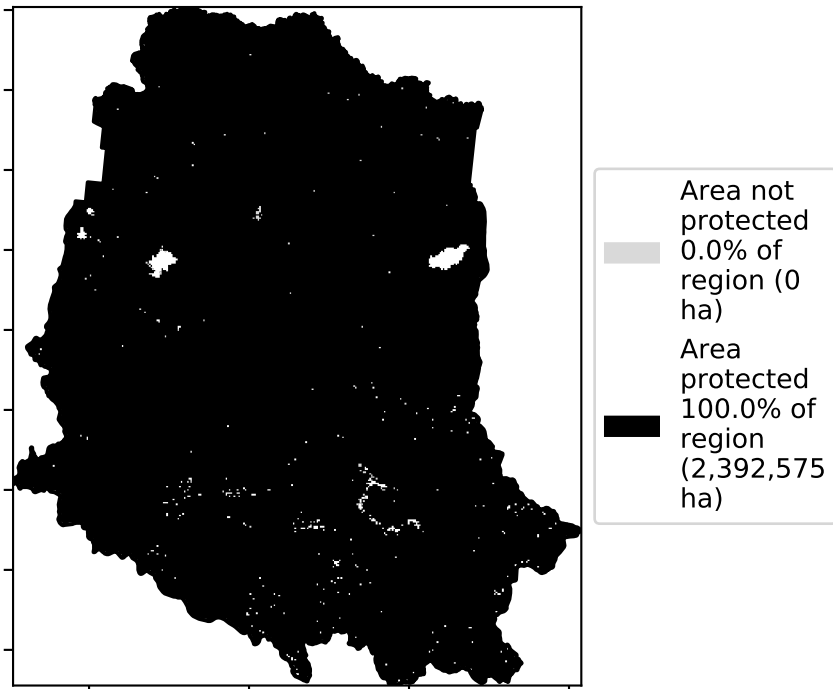 Area not
protected
0.0% of
region (0
ha)
Area
protected
100.0% of
region
(2,392,575
ha)